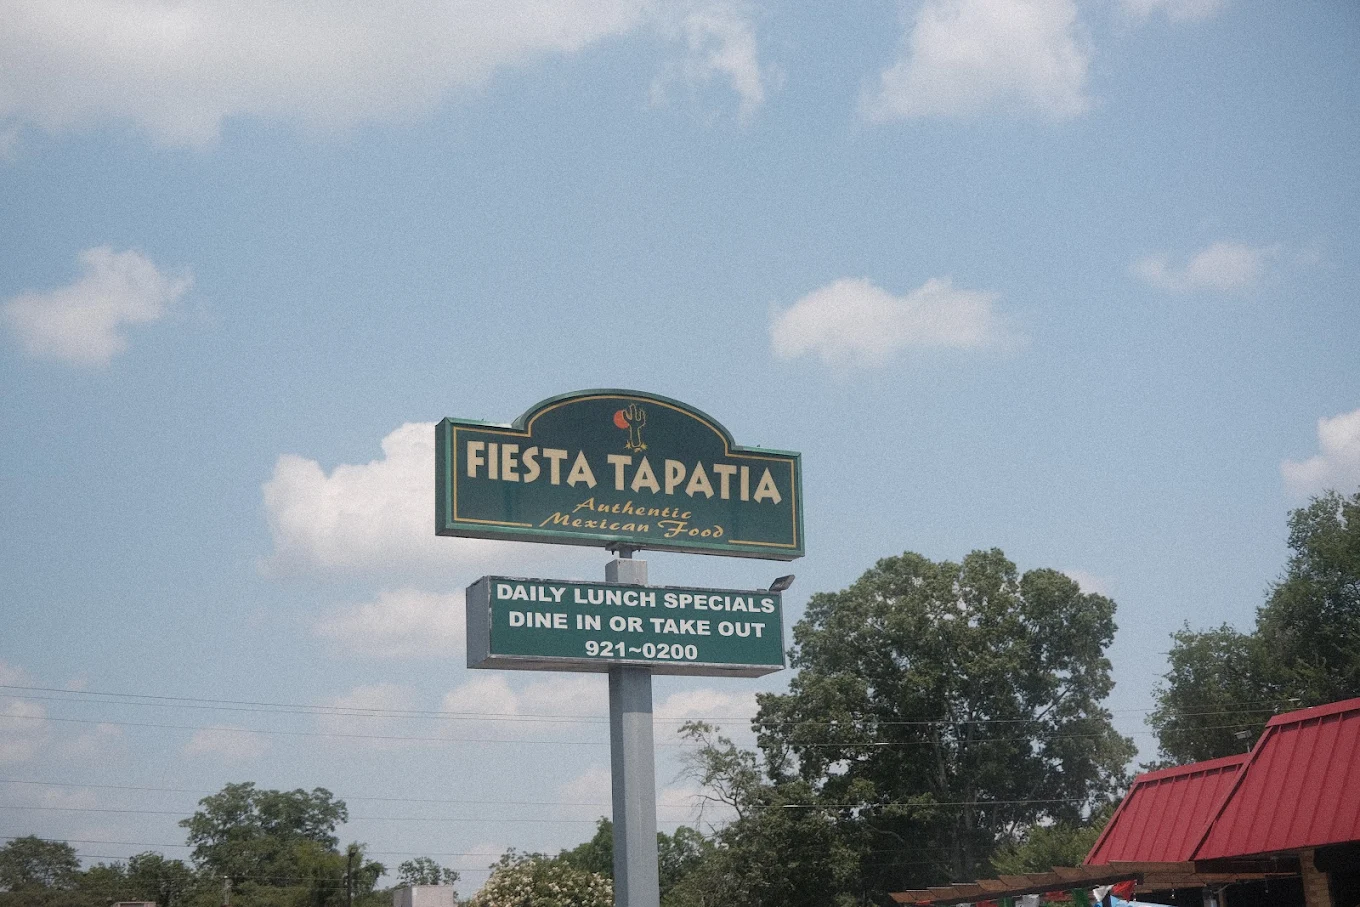 FIESTA TAPATIA
Authentic
Mexican Food
DAILY LUNCH SPECIALS
DINE IN OR TAKE OUT
921~0200